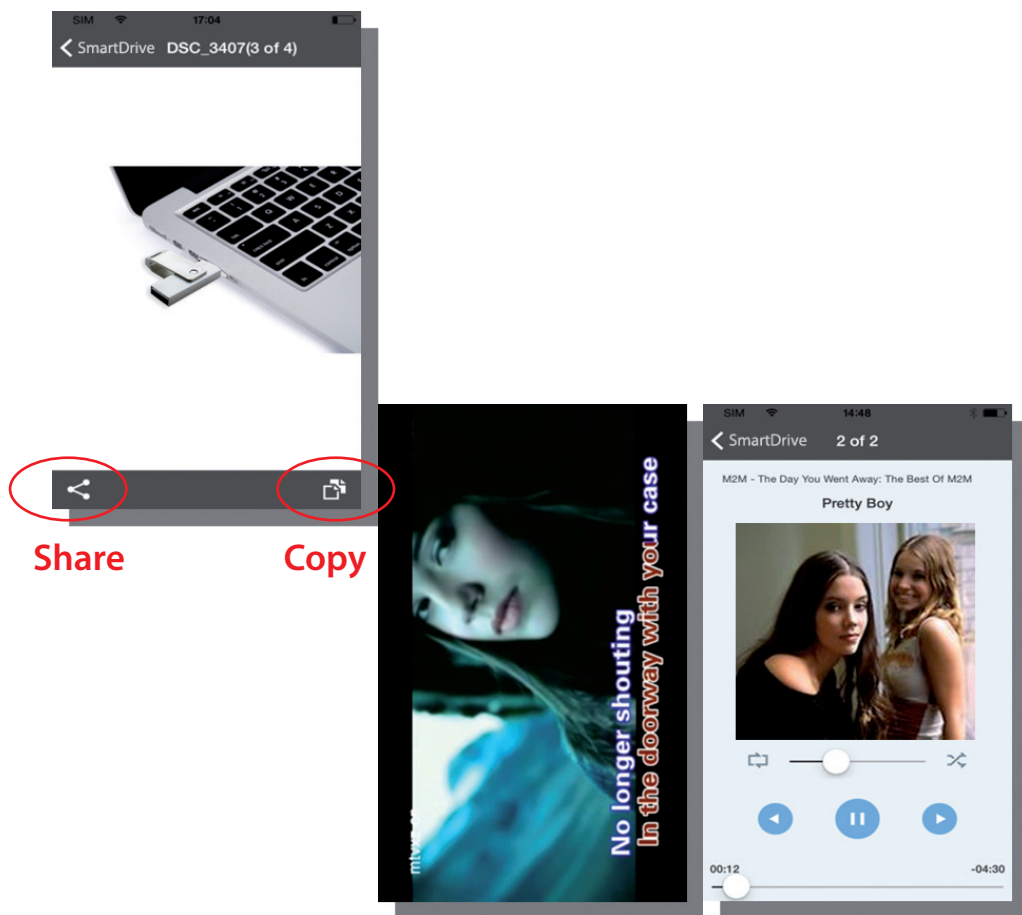 SIM 17:04
SmartDrive DSC_3407(3 of 4)
Share Copy
No longer shouting
In the doorway with your case
SIM 14:48
SmartDrive 2 of 2
M2M - The Day You Went Away: The Best Of M2M
Pretty Boy
00:12 -04:30